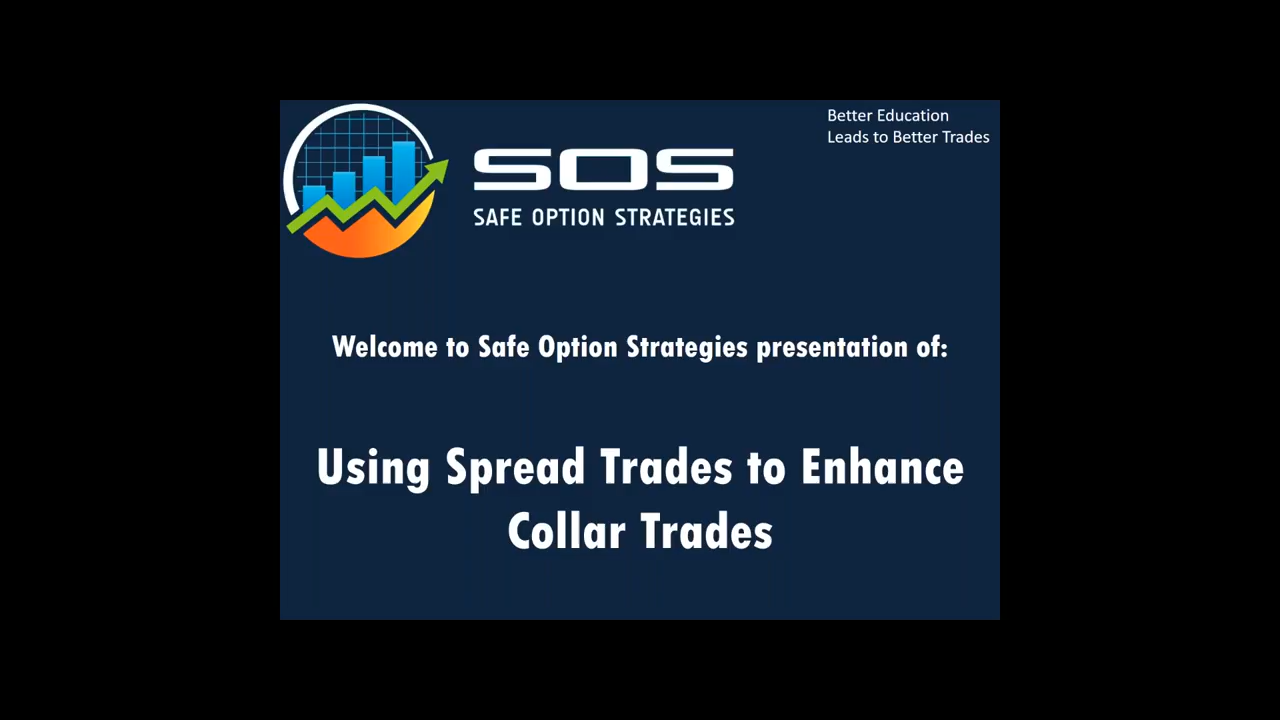 Better Education
Leads to Better Trades
SOS
SAFE OPTION STRATEGIES
Welcome to Safe Option Strategies presentation of:
Using Spread Trades to Enhance
Collar Trades